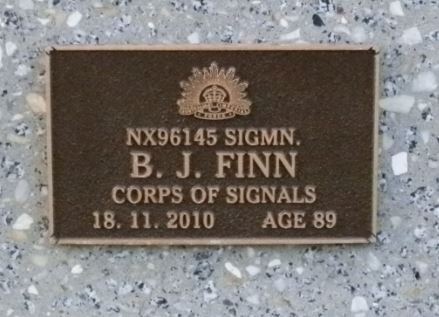 NX96145 SIGMN.
B. J. FINN
CORPS OF SIGNALS
18. 11. 2010 AGE 89